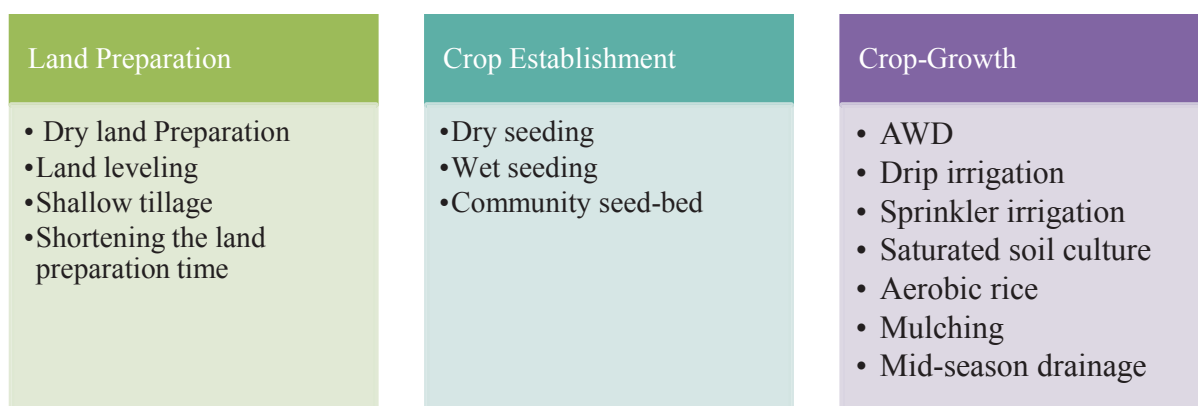 Land Preparation
• Dry land Preparation
•Land leveling
•Shallow tillage
•Shortening the land
preparation time
Crop Establishment
•Dry seeding
•Wet seeding
•Community seed-bed
Crop-Growth
• AWD
• Drip irrigation
• Sprinkler irrigation
• Saturated soil culture
• Aerobic rice
• Mulching
• Mid-season drainage